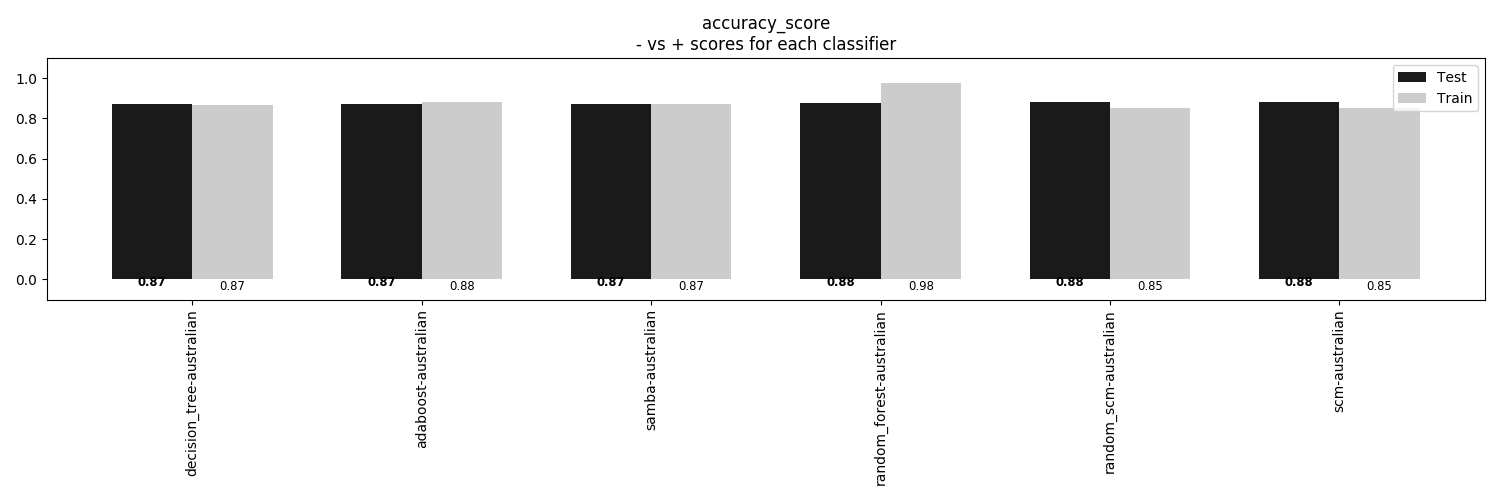 accuracy_score
- vs + scores for each classifier
Test
Train
1.0
0.8
0.6
0.4
0.2
0.0
0.87
0.87
0.87
0.88
0.87
0.87
0.88
0.98
0.88
0.85
0.88
0.85
decision_tree-australian
adaboost-australian
samba-australian
random_forest-australian
random_scm-australian
scm-australian